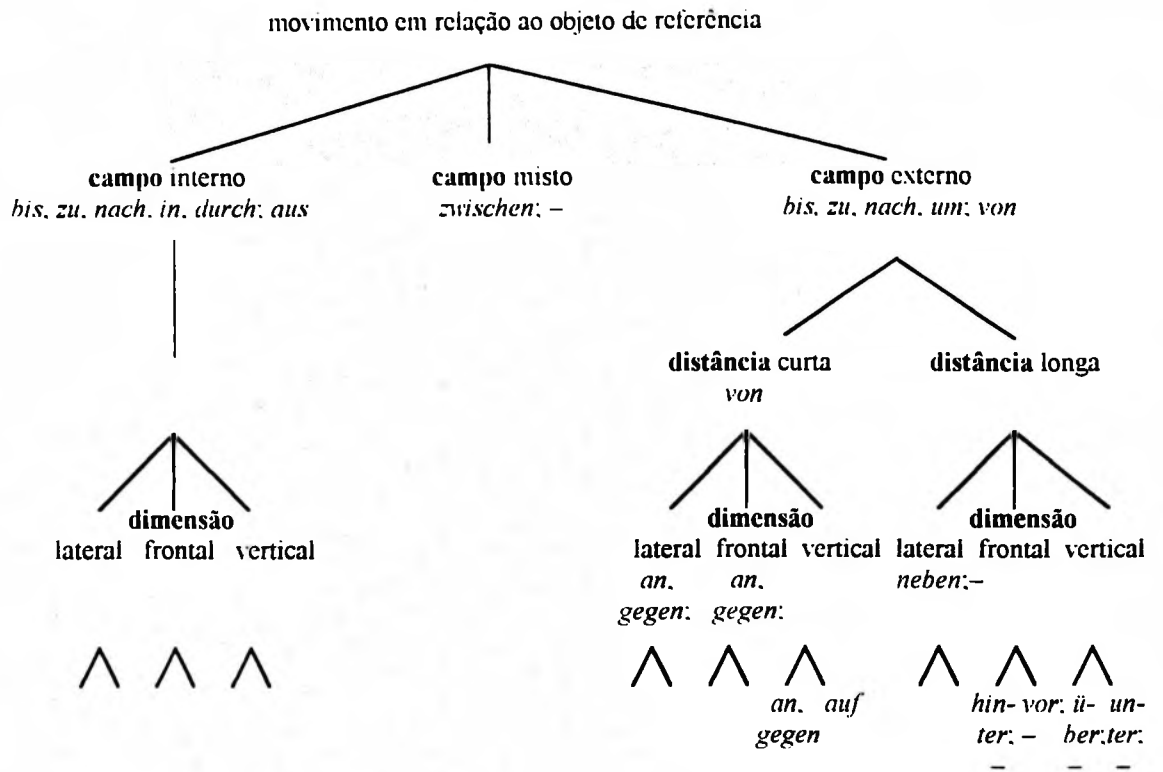 movimento em relação ao objeto de referência
campo interno campo misto campo externo
bis, zu, nach, in, durch; aus zwischen; – bis, zu, nach, um; von
distância curta distância longa
von
dimensão dimensão dimensão
lateral frontal vertical lateral frontal vertical lateral frontal vertical
an, an, neben;–
gegen; gegen;
an, auf hin- vor; ü- un-
gegen ter; – ber;ter;
– –